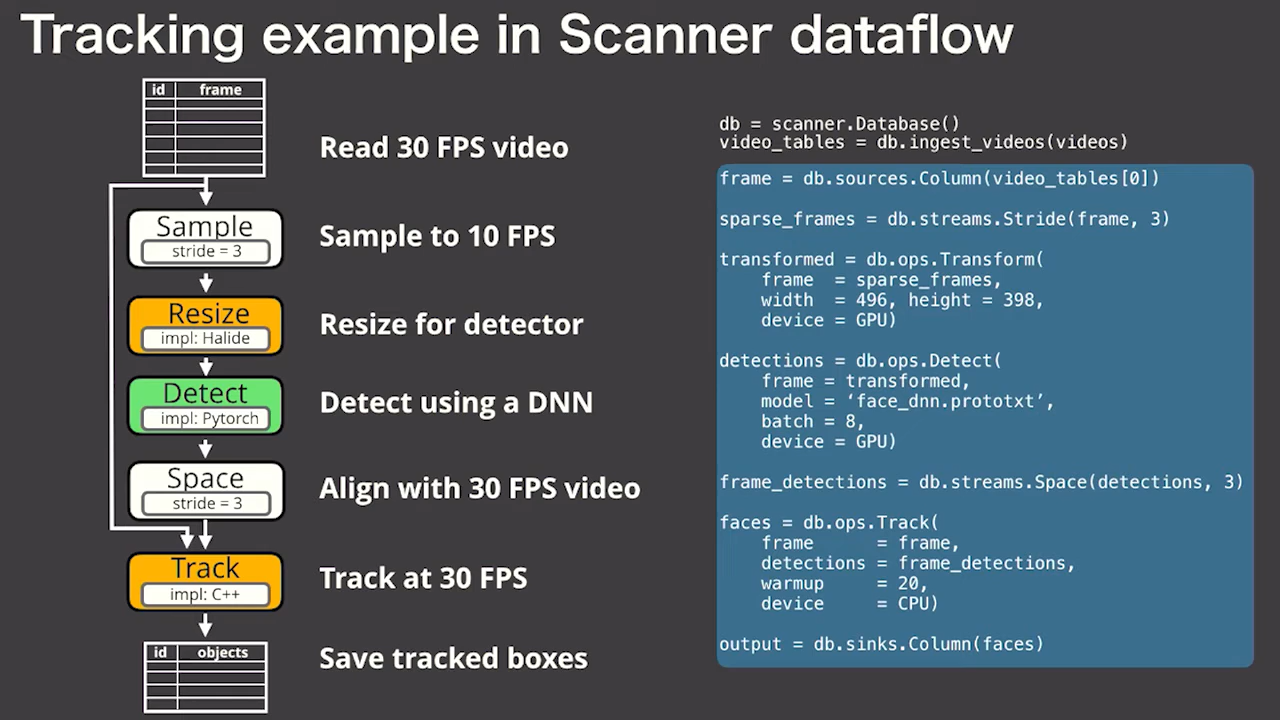 Tracking example in Scanner dataflow
id frame
Read 30 FPS video
Sample
stride = 3
Sample to 10 FPS
Resize
impl: Halide
Resize for detector
Detect
impl: Pytorch
Detect using a DNN
Space
stride = 3
Align with 30 FPS video
Track
impl: C++
Track at 30 FPS
id objects
Save tracked boxes
db = scanner.Database()
video_tables = db.ingest_videos(videos)
frame = db.sources.Column(video_tables[0])
sparse_frames = db.streams.Stride(frame, 3)
transformed = db.ops.Transform(
    frame  = sparse_frames,
    width  = 496, height = 398,
    device = GPU)
detections = db.ops.Detect(
    frame = transformed,
    model = ‘face_dnn.prototxt’,
    batch = 8,
    device = GPU)
frame_detections = db.streams.Space(detections, 3)
faces = db.ops.Track(
    frame      = frame,
    detections = frame_detections,
    warmup     = 20,
    device     = CPU)
output = db.sinks.Column(faces)